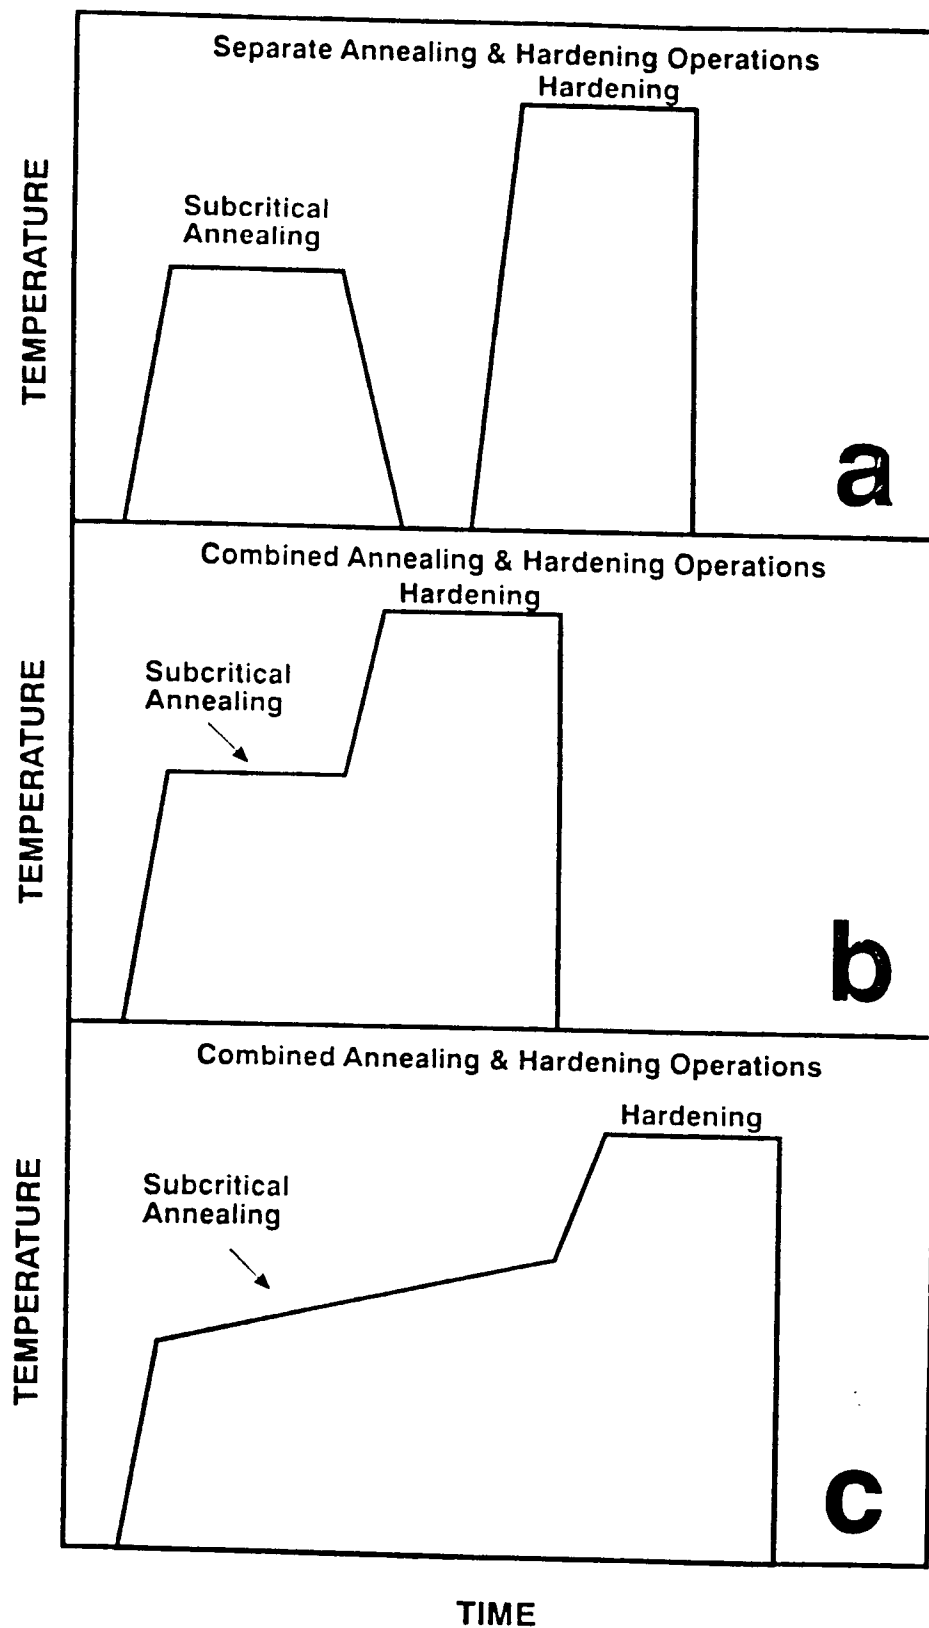 Separate Annealing & Hardening Operations
Hardening
Subcritical
Annealing
TEMPERATURE
a
Combined Annealing & Hardening Operations
Hardening
Subcritical
Annealing
TEMPERATURE
b
Combined Annealing & Hardening Operations
Hardening
Subcritical
Annealing
TEMPERATURE
c
TIME